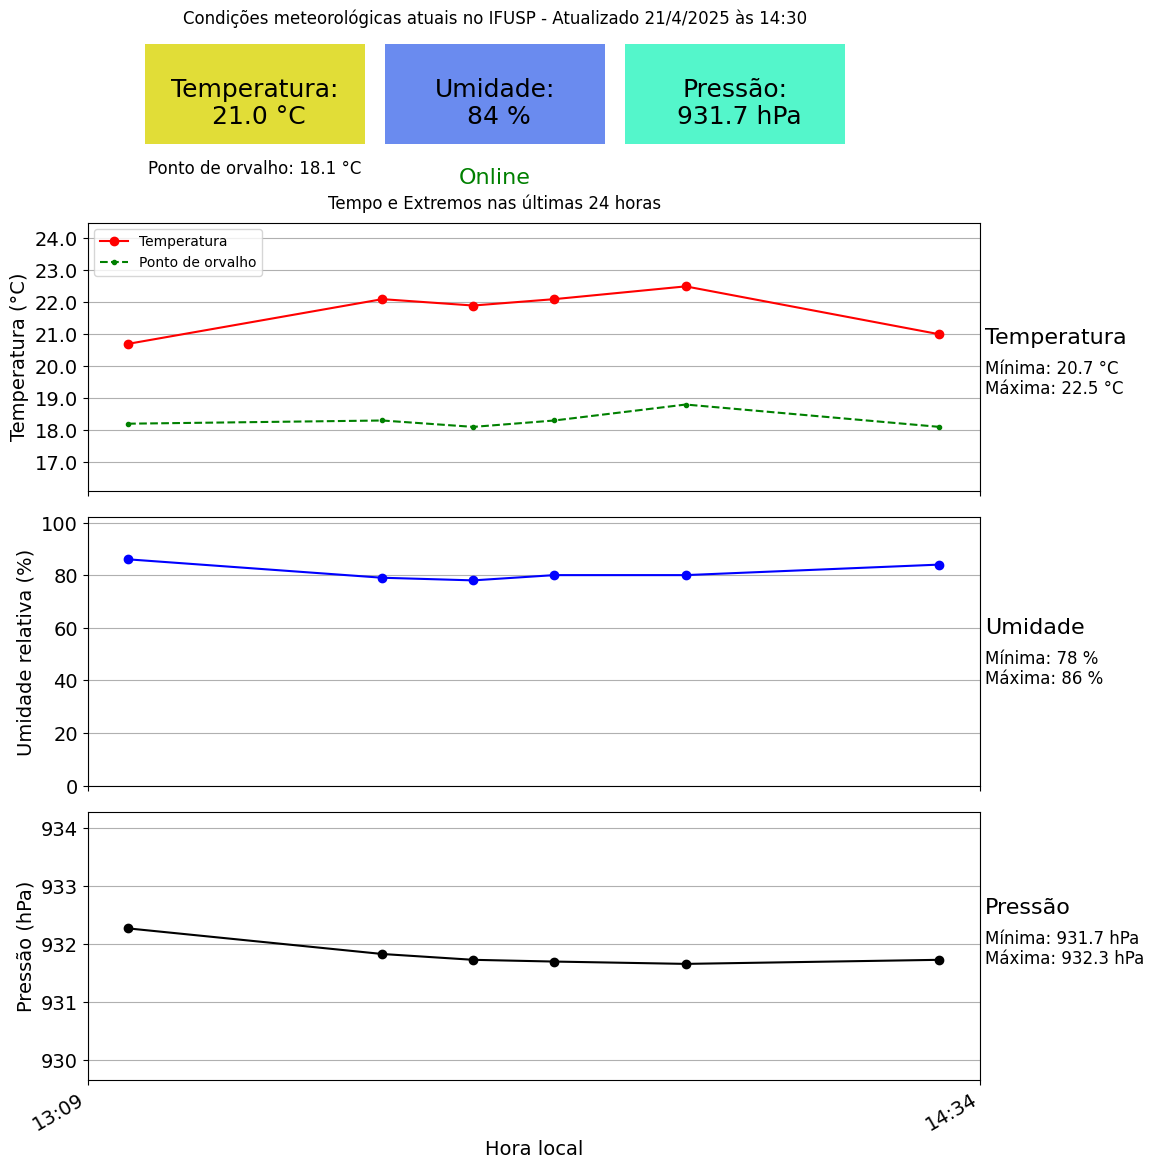 Condições meteorológicas atuais no IFUSP - Atualizado 21/4/2025 às 14:30
Temperatura:
21.0 °C
Umidade:
84 %
Pressão:
931.7 hPa
Ponto de orvalho: 18.1 °C
Online
Tempo e Extremos nas últimas 24 horas
Temperatura (°C)
24.0
23.0
22.0
21.0
20.0
19.0
18.0
17.0
Temperatura
Ponto de orvalho
Temperatura
Mínima: 20.7 °C
Máxima: 22.5 °C
Umidade relativa (%)
100
80
60
40
20
0
Umidade
Mínima: 78 %
Máxima: 86 %
Pressão (hPa)
934
933
932
931
930
Pressão
Mínima: 931.7 hPa
Máxima: 932.3 hPa
13:09
14:34
Hora local